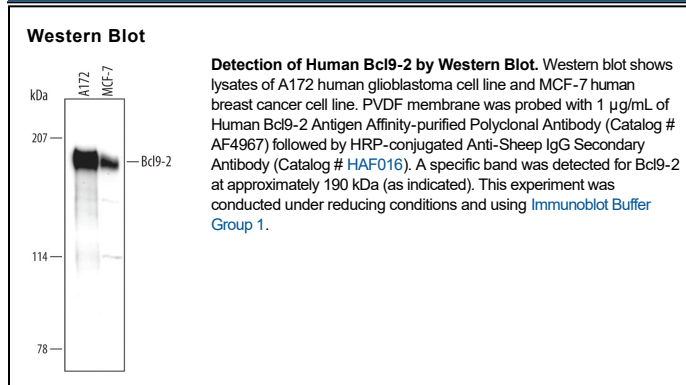 Western Blot
A172
MCF-7
kDa
207
Bcl9-2
114
78
Detection of Human Bcl9-2 by Western Blot. Western blot shows
lysates of A172 human glioblastoma cell line and MCF-7 human
breast cancer cell line. PVDF membrane was probed with 1 µg/mL of
Human Bcl9-2 Antigen Affinity-purified Polyclonal Antibody (Catalog #
AF4967) followed by HRP-conjugated Anti-Sheep IgG Secondary
Antibody (Catalog # HAF016). A specific band was detected for Bcl9-2
at approximately 190 kDa (as indicated). This experiment was
conducted under reducing conditions and using Immunoblot Buffer
Group 1.